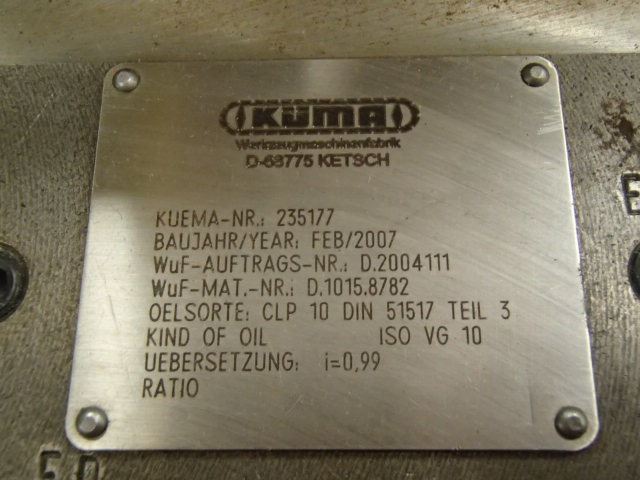 KÜMA
Werkzeugmaschinenfabrik
D-68775 KETSCH
KUEMA-NR.: 235177
BAUJAHR/YEAR: FEB/2007
WuF-AUFTRAGS-NR.: D.2004111
WuF-MAT.-NR.: D.1015.8782
OELSORTE: CLP 10 DIN 51517 TEIL 3
KIND OF OIL ISO VG 10
UEBERSETZUNG: i=0,99
RATIO